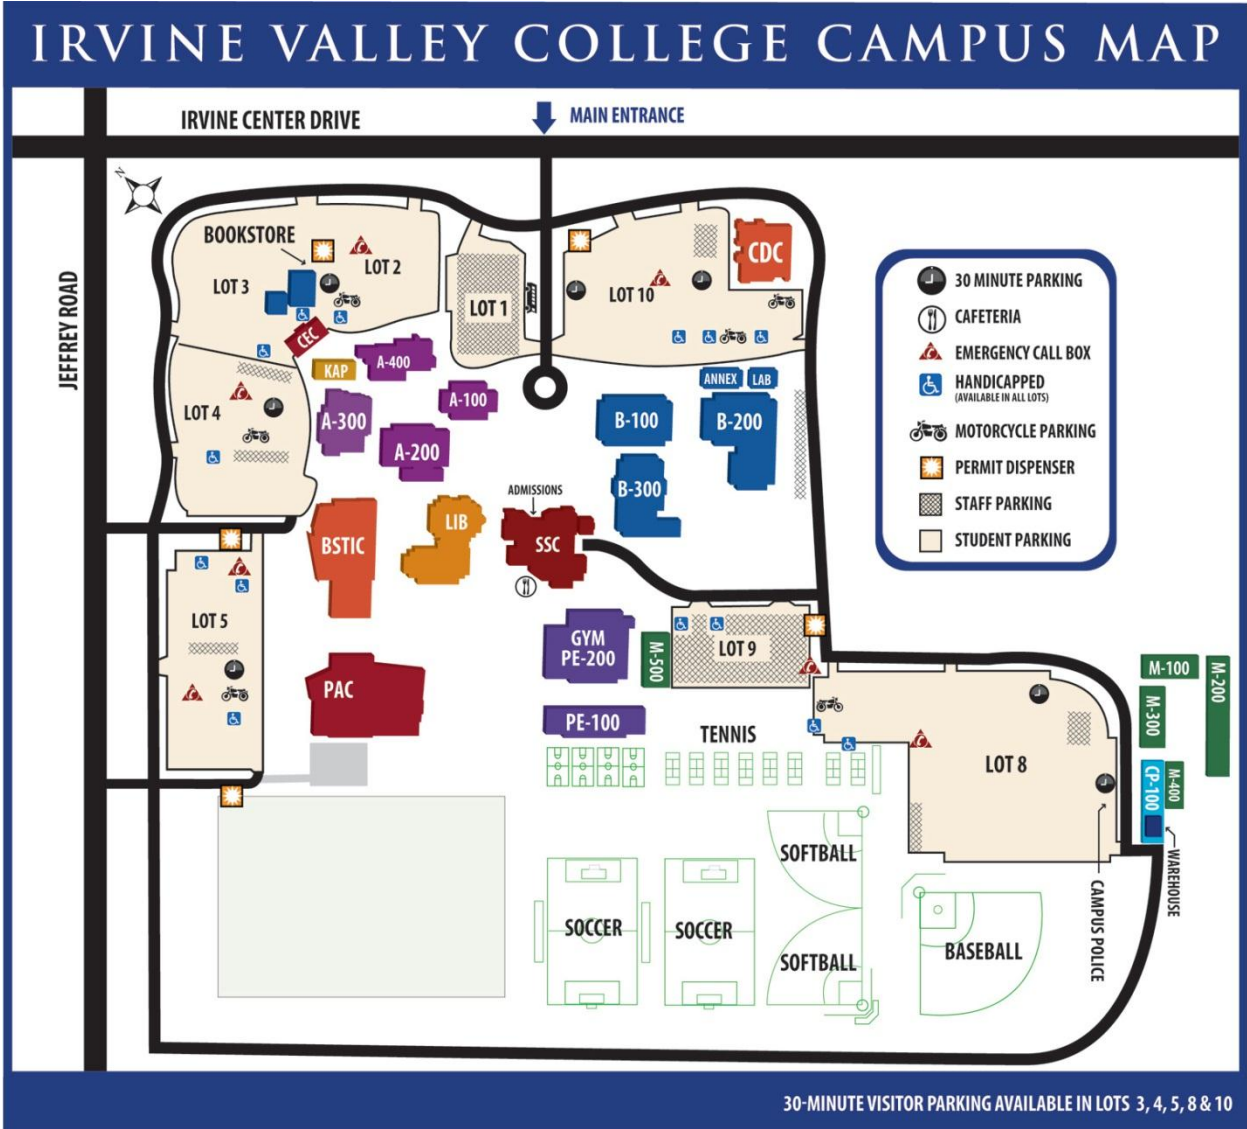 IRVINE VALLEY COLLEGE CAMPUS MAP
IRVINE CENTER DRIVE
MAIN ENTRANCE
N
JEFFREY ROAD
BOOKSTORE
LOT 3
LOT 2
LOT 1
LOT 10
CDC
CEC
KAP
A-400
A-300
A-100
A-200
LOT 4
ANNEX
LAB
B-100
B-200
B-300
ADMISSIONS
SSC
LIB
BSTIC
LOT 5
PAC
GYM
PE-200
M-500
LOT 9
PE-100
TENNIS
LOT 8
M-100
M-200
M-300
CP-100
M-400
WAREHOUSE
CAMPUS POLICE
SOFTBALL
SOCCER
SOCCER
SOFTBALL
BASEBALL
30 MINUTE PARKING
CAFETERIA
EMERGENCY CALL BOX
HANDICAPPED
(AVAILABLE IN ALL LOTS)
MOTORCYCLE PARKING
PERMIT DISPENSER
STAFF PARKING
STUDENT PARKING
30-MINUTE VISITOR PARKING AVAILABLE IN LOTS 3, 4, 5, 8 & 10